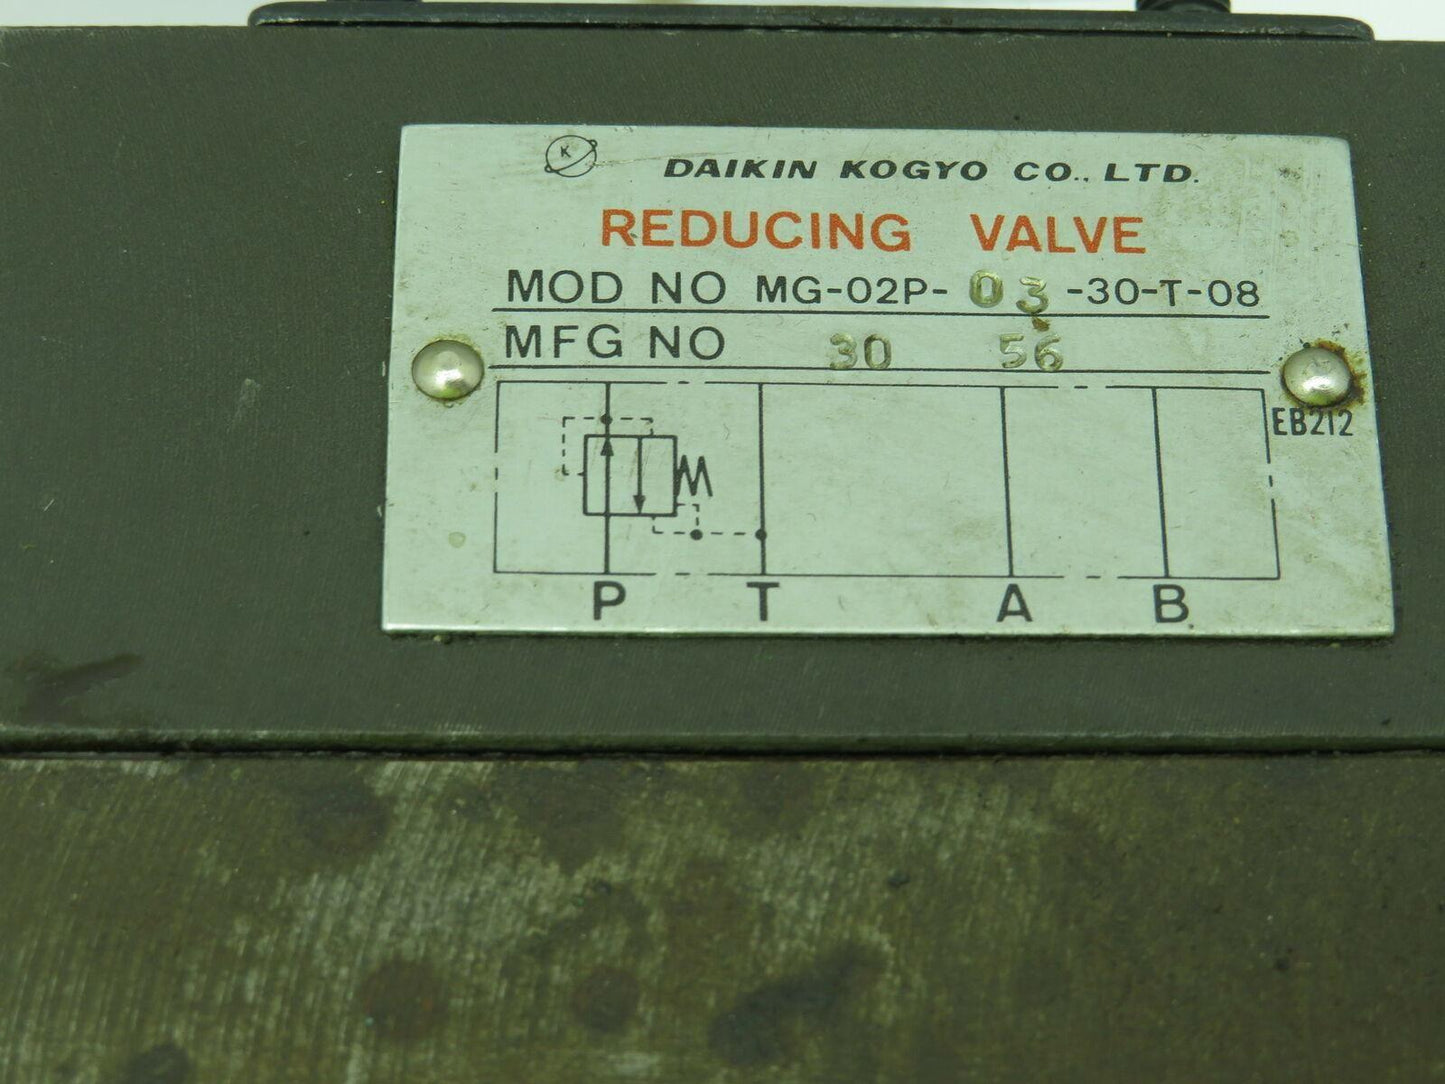 K
DAIKIN KOGYO CO., LTD.
REDUCING VALVE
MOD NO MG-02P-03-30-T-08
MFG NO 30 56
EB212
P T A B